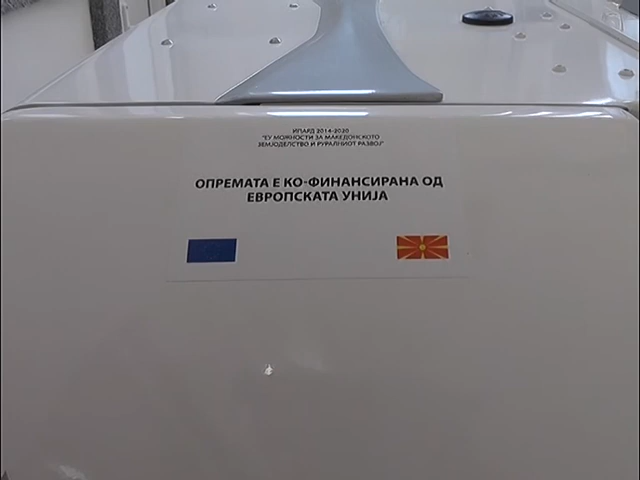 ИПАРД 2014-2020
"ЕУ МОЖНОСТИ ЗА МАКЕДОНСКОТО
ЗЕМЈОДЕЛСТВО И РУРАЛНИОТ РАЗВОЈ"
ОПРЕМАТА Е КО-ФИНАНСИРАНА ОД
ЕВРОПСКАТА УНИЈА